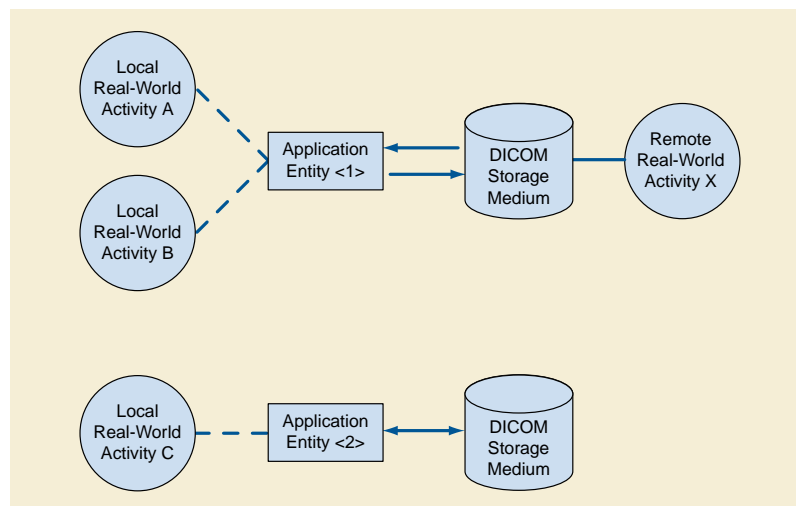 Local
Real-World
Activity A
Application
Entity <1>
DICOM
Storage
Medium
Remote
Real-World
Activity X
Local
Real-World
Activity B
Local
Real-World
Activity C
Application
Entity <2>
DICOM
Storage
Medium